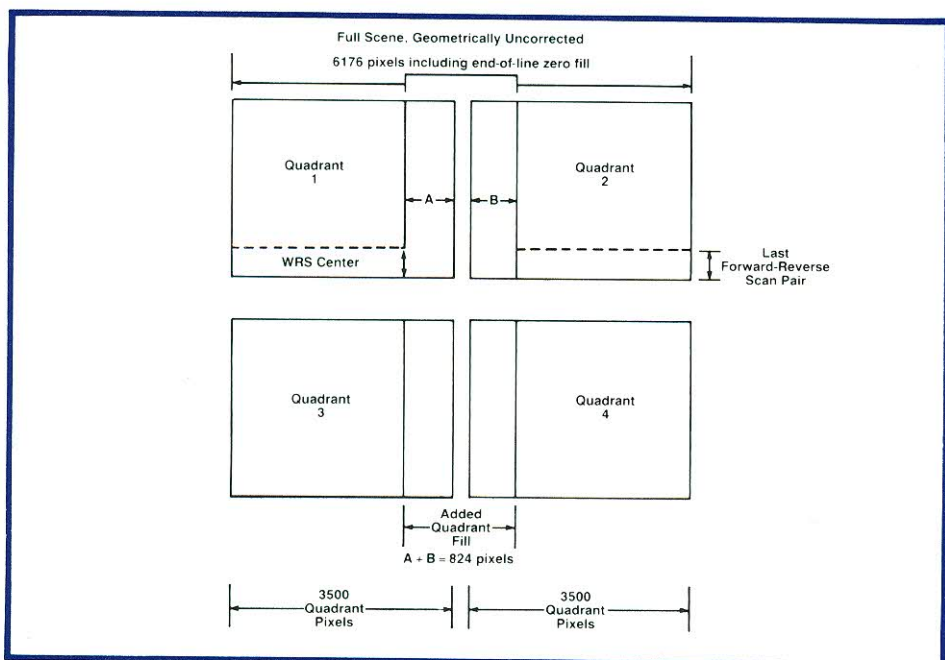 Full Scene, Geometrically Uncorrected
6176 pixels including end-of-line zero fill
Quadrant
1
A
B
Quadrant
2
WRS Center
Last
Forward-Reverse
Scan Pair
Quadrant
3
Quadrant
4
Added
Quadrant
Fill
A + B = 824 pixels
3500
Quadrant
Pixels
3500
Quadrant
Pixels